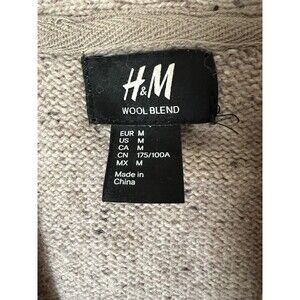 H&M
WOOL BLEND
EUR M
US M
CA M
CN 175/100A
MX M
Made in
China